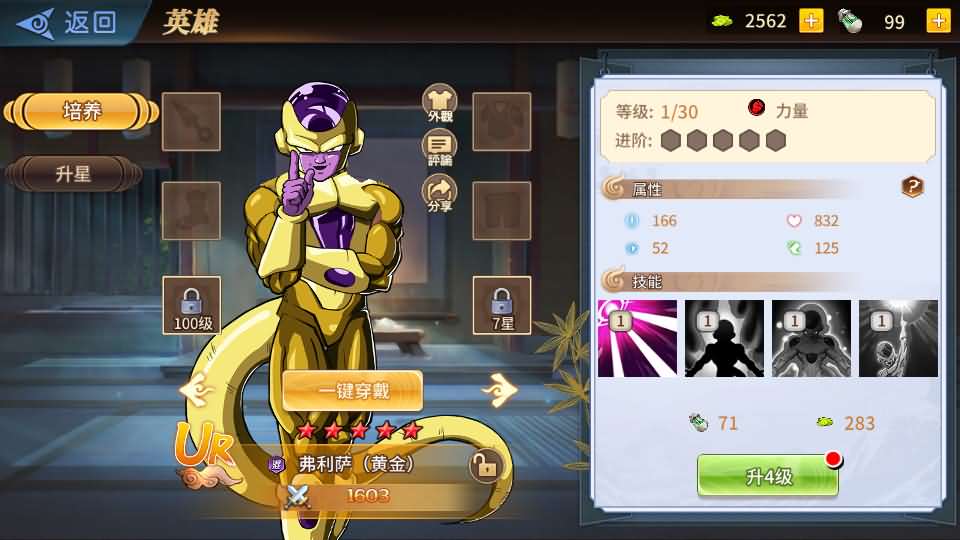 返回
英雄
2562
99
培养
升星
外觀
評論
分享
100级
7星
一键穿戴
UR
弗利萨（黄金）
1603
等级: 1/30
力量
进阶:
属性
?
166
832
52
125
技能
1
1
1
1
71
283
升4级